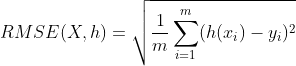 RMSE(X, h) = \sqrt{\frac{1}{m} \sum_{i=1}^{m} (h(x_i) - y_i)^2}